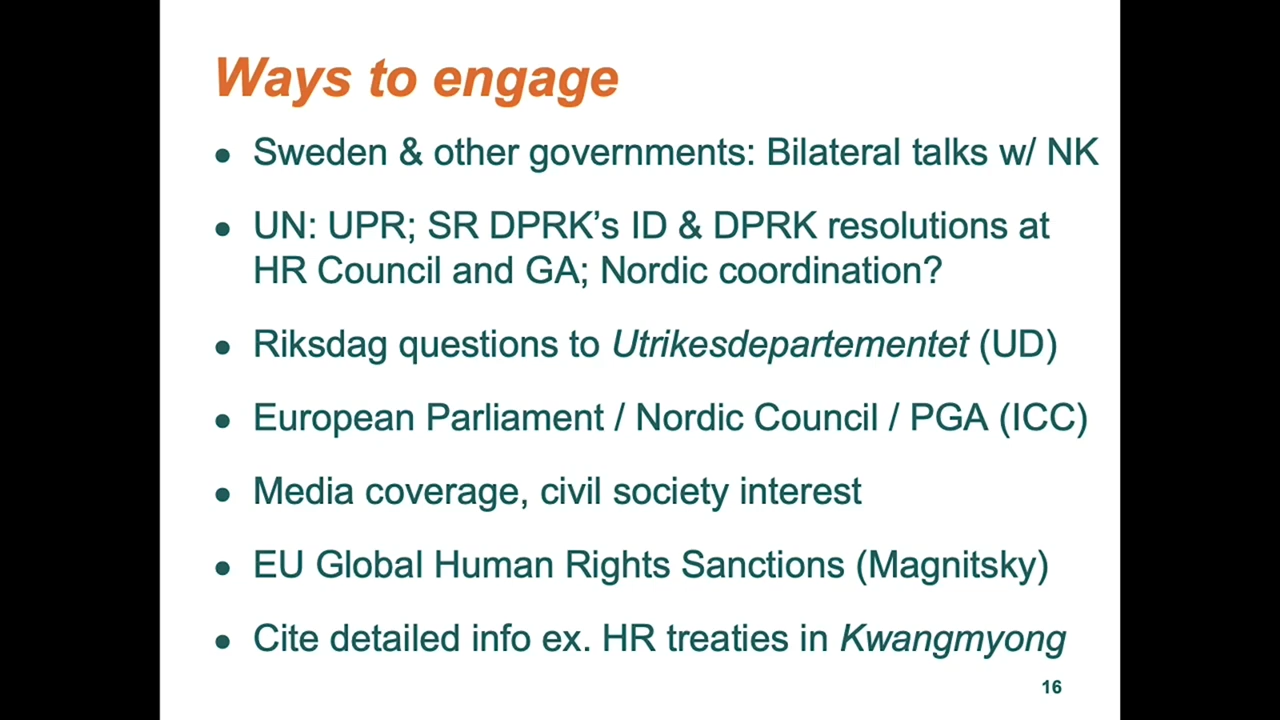 Ways to engage
• Sweden & other governments: Bilateral talks w/ NK
• UN: UPR; SR DPRK’s ID & DPRK resolutions at
HR Council and GA; Nordic coordination?
• Riksdag questions to Utrikesdepartementet (UD)
• European Parliament / Nordic Council / PGA (ICC)
• Media coverage, civil society interest
• EU Global Human Rights Sanctions (Magnitsky)
• Cite detailed info ex. HR treaties in Kwangmyong
16